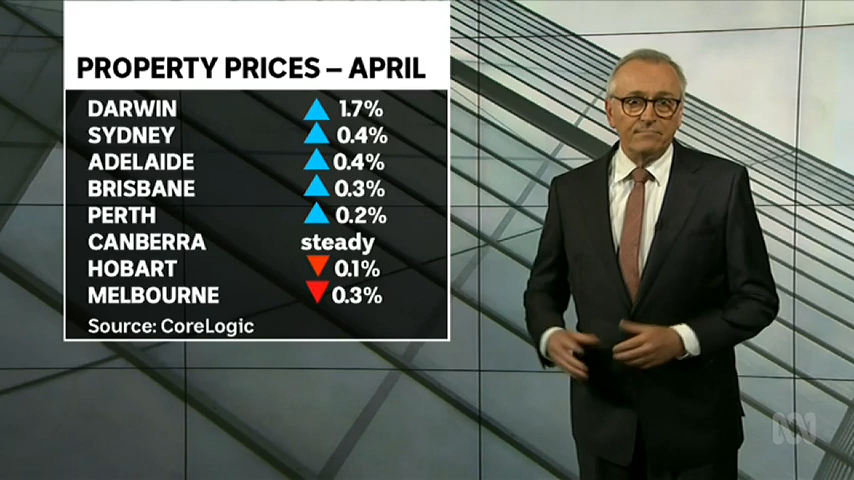 PROPERTY PRICES – APRIL
DARWIN 1.7%
SYDNEY 0.4%
ADELAIDE 0.4%
BRISBANE 0.3%
PERTH 0.2%
CANBERRA steady
HOBART 0.1%
MELBOURNE 0.3%
Source: CoreLogic